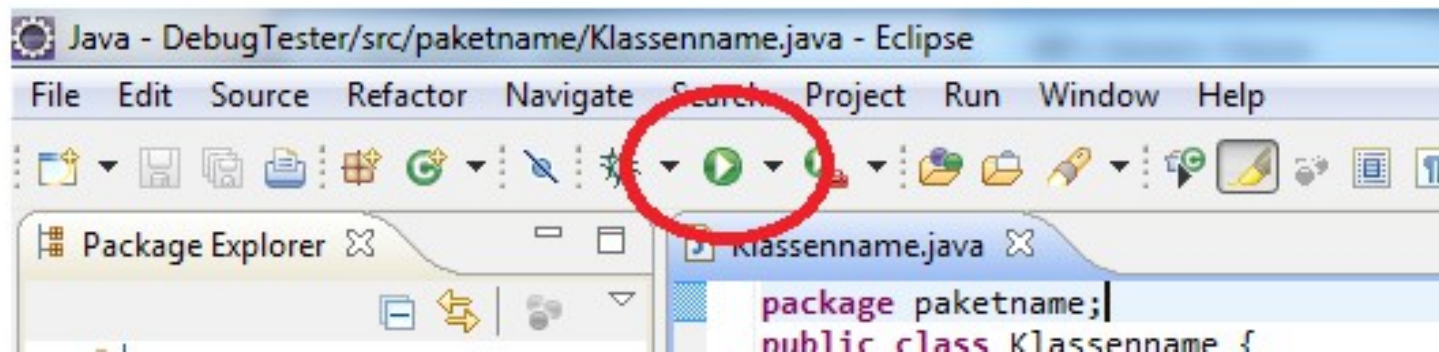 Java - DebugTester/src/paketname/Klassenname.java - Eclipse
File Edit Source Refactor Navigate Search Project Run Window Help
Package Explorer
Klassenname.java
package paketname;
public class Klassenname {